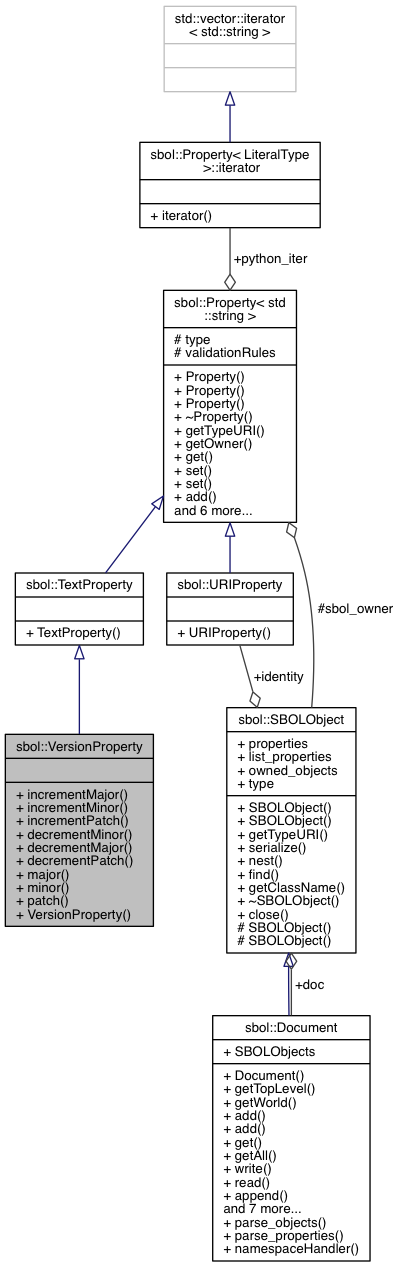 std::vector::iterator
< std::string >
sbol::Property< LiteralType
>::iterator
+ iterator()
+python_iter
sbol::Property< std
::string >
# type
# validationRules
+ Property()
+ Property()
+ Property()
+ ~Property()
+ getTypeURI()
+ getOwner()
+ get()
+ set()
+ set()
+ add()
and 6 more...
sbol::TextProperty
+ TextProperty()
sbol::URIProperty
+ URIProperty()
#sbol_owner
+identity
sbol::VersionProperty
+ incrementMajor()
+ incrementMinor()
+ incrementPatch()
+ decrementMinor()
+ decrementMajor()
+ decrementPatch()
+ major()
+ minor()
+ patch()
+ VersionProperty()
sbol::SBOLObject
+ properties
+ list_properties
+ owned_objects
+ type
+ SBOLObject()
+ SBOLObject()
+ getTypeURI()
+ serialize()
+ nest()
+ find()
+ getClassName()
+ ~SBOLObject()
+ close()
# SBOLObject()
# SBOLObject()
+doc
sbol::Document
+ SBOLObjects
+ Document()
+ getTopLevel()
+ getWorld()
+ add()
+ add()
+ get()
+ getAll()
+ write()
+ read()
+ append()
and 7 more...
+ parse_objects()
+ parse_properties()
+ namespaceHandler()